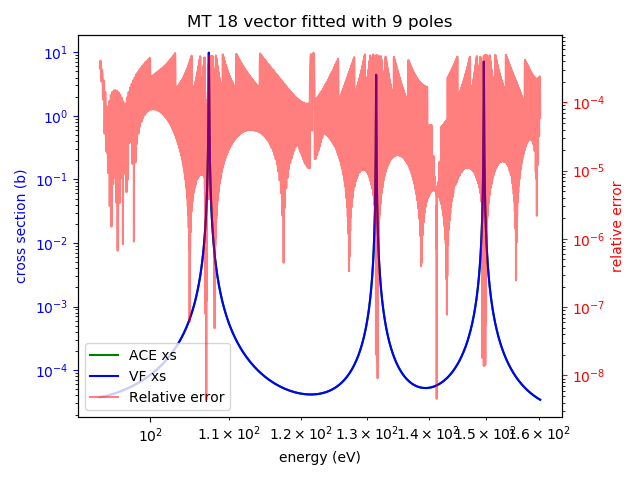 MT 18 vector fitted with 9 poles
cross section (b)
10¹
10⁰
10⁻¹
10⁻²
10⁻³
10⁻⁴
10⁻⁴
10⁻⁵
10⁻⁶
10⁻⁷
10⁻⁸
relative error
ACE xs
VF xs
Relative error
10² 1.1 × 10² 1.2 × 10² 1.3 × 10² 1.4 × 10² 1.5 × 10² 1.6 × 10²
energy (eV)